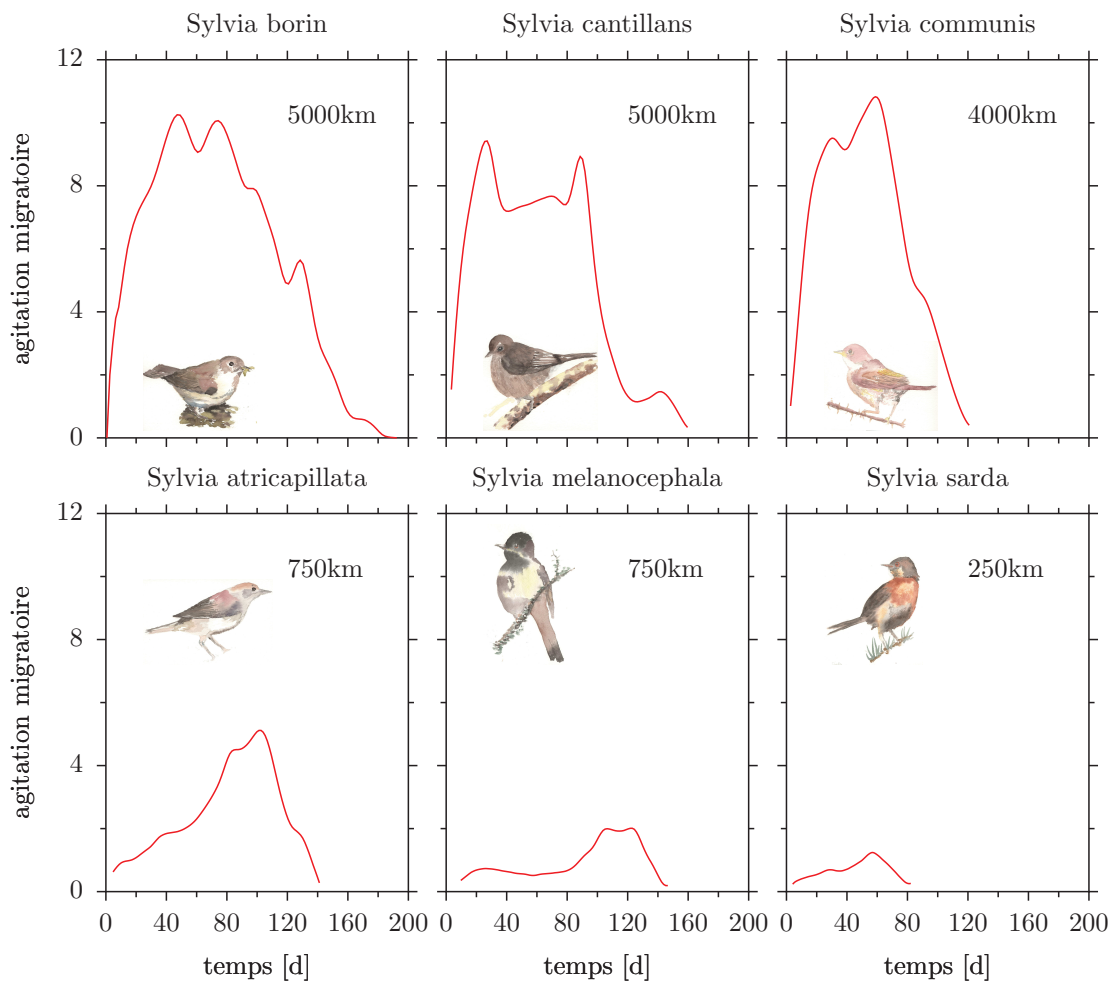 Sylvia borin Sylvia cantillans Sylvia communis
12
5000km 5000km 4000km
8
agitation migratoire
4
0
Sylvia atricapillata Sylvia melanocephala Sylvia sarda
12
750km 750km 250km
8
agitation migratoire
4
0
0 40 80 120 160 200 0 40 80 120 160 200 0 40 80 120 160 200
temps [d] temps [d] temps [d]